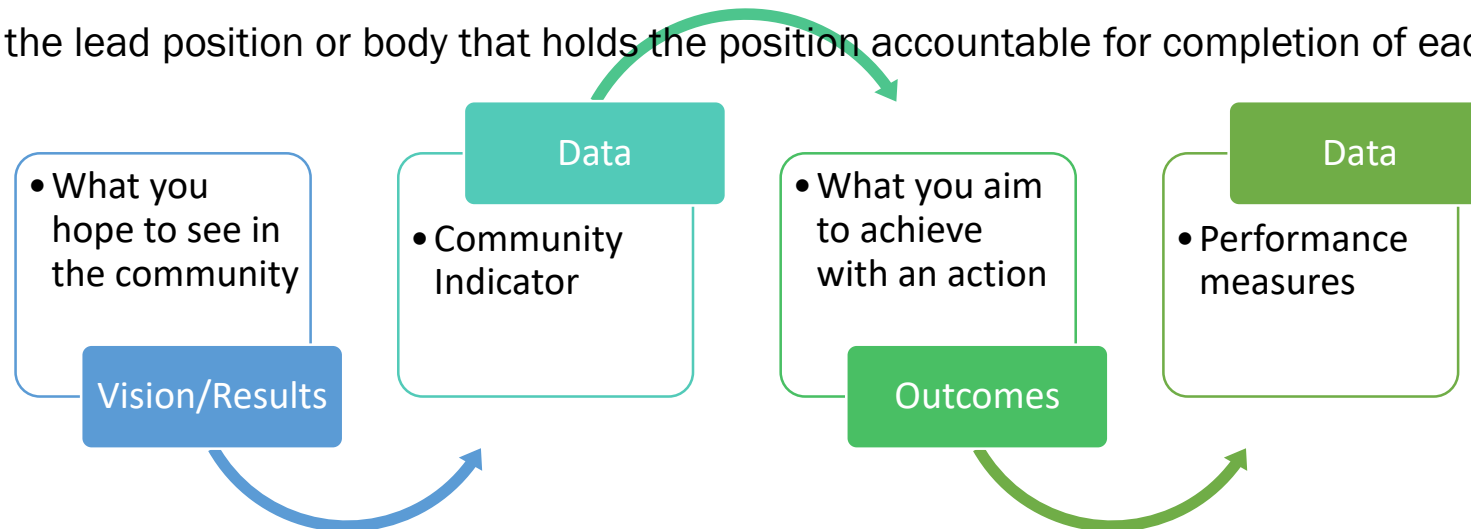 the lead position or body that holds the position accountable for completion of
• What you
hope to see in
the community
Vision/Results
Data
• Community
Indicator
• What you aim
to achieve
with an action
Outcomes
Data
• Performance
measures